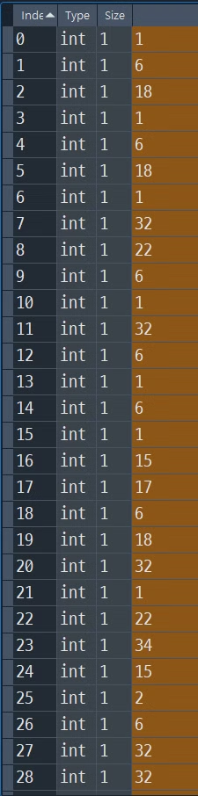 Inde Type Size
0 int 1 1
1 int 1 6
2 int 1 18
3 int 1 1
4 int 1 6
5 int 1 18
6 int 1 1
7 int 1 32
8 int 1 22
9 int 1 6
10 int 1 1
11 int 1 32
12 int 1 6
13 int 1 1
14 int 1 6
15 int 1 1
16 int 1 15
17 int 1 17
18 int 1 6
19 int 1 18
20 int 1 32
21 int 1 1
22 int 1 22
23 int 1 34
24 int 1 15
25 int 1 2
26 int 1 6
27 int 1 32
28 int 1 32